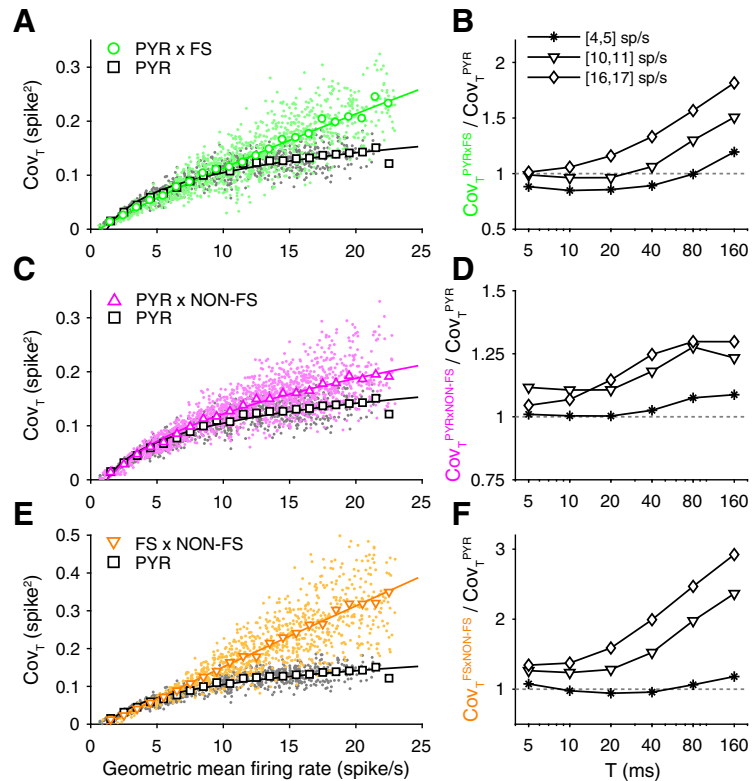 A
PYR x FS
PYR
Cov_T (spike²)
0.3
0.2
0.1
0
0 5 10 15 20 25
B
[4,5] sp/s
[10,11] sp/s
[16,17] sp/s
Cov_T^PYRxFS / Cov_T^PYR
2
1.5
1
0.5
5 10 20 40 80 160
C
PYR x NON-FS
PYR
Cov_T (spike²)
0.3
0.2
0.1
0
0 5 10 15 20 25
D
Cov_T^PYRxNON-FS / Cov_T^PYR
1.5
1.25
1
0.75
5 10 20 40 80 160
E
FS x NON-FS
PYR
Cov_T (spike²)
0.5
0.4
0.3
0.2
0.1
0
0 5 10 15 20 25
Geometric mean firing rate (spike/s)
F
Cov_T^FSxNON-FS / Cov_T^PYR
3
2
1
5 10 20 40 80 160
T (ms)